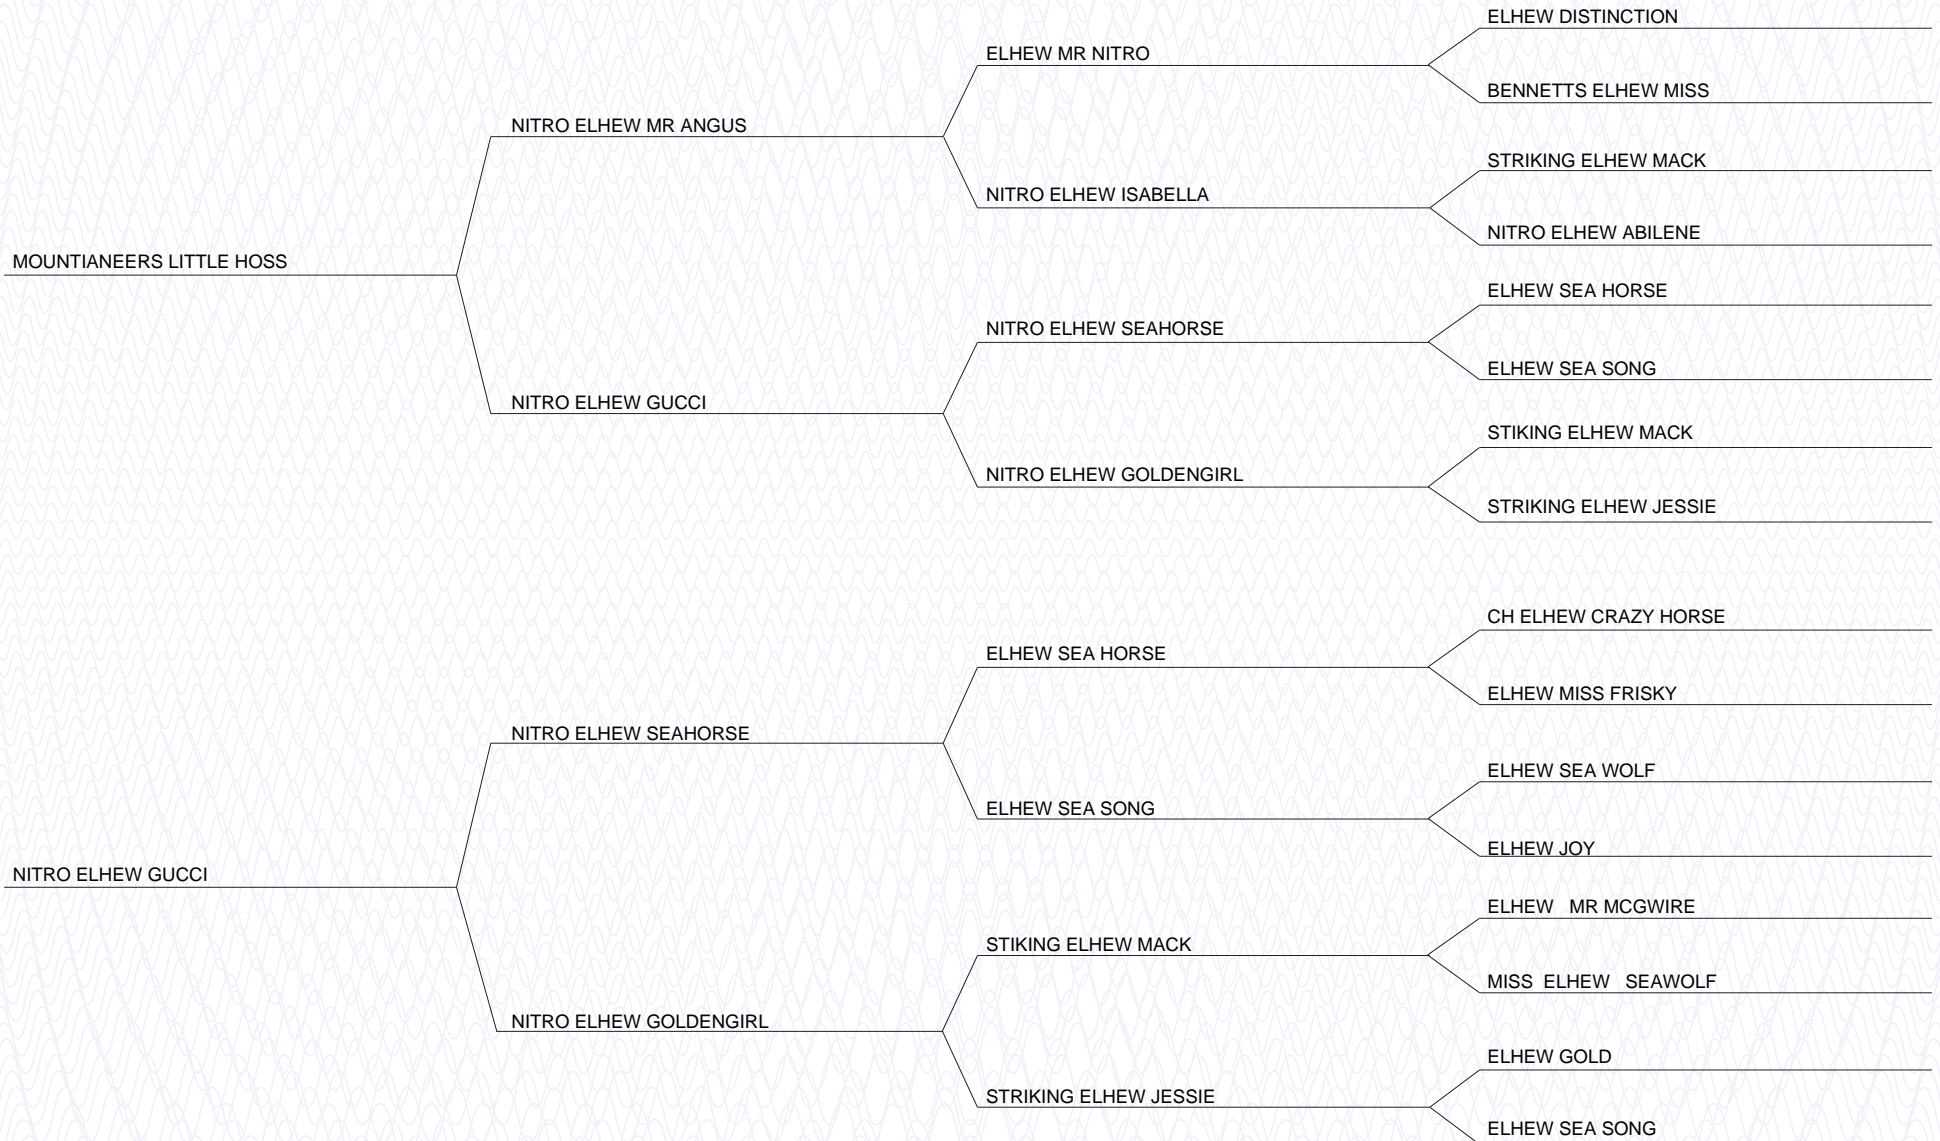 ELHEW DISTINCTION
ELHEW MR NITRO
BENNETTS ELHEW MISS
NITRO ELHEW MR ANGUS
STRIKING ELHEW MACK
NITRO ELHEW ISABELLA
NITRO ELHEW ABILENE
MOUNTIANEERS LITTLE HOSS
ELHEW SEA HORSE
NITRO ELHEW SEAHORSE
ELHEW SEA SONG
NITRO ELHEW GUCCI
STIKING ELHEW MACK
NITRO ELHEW GOLDENGIRL
STRIKING ELHEW JESSIE
CH ELHEW CRAZY HORSE
ELHEW SEA HORSE
ELHEW MISS FRISKY
NITRO ELHEW SEAHORSE
ELHEW SEA WOLF
ELHEW SEA SONG
ELHEW JOY
NITRO ELHEW GUCCI
ELHEW MR MCGWIRE
STIKING ELHEW MACK
MISS ELHEW SEAWOLF
NITRO ELHEW GOLDENGIRL
ELHEW GOLD
STRIKING ELHEW JESSIE
ELHEW SEA SONG